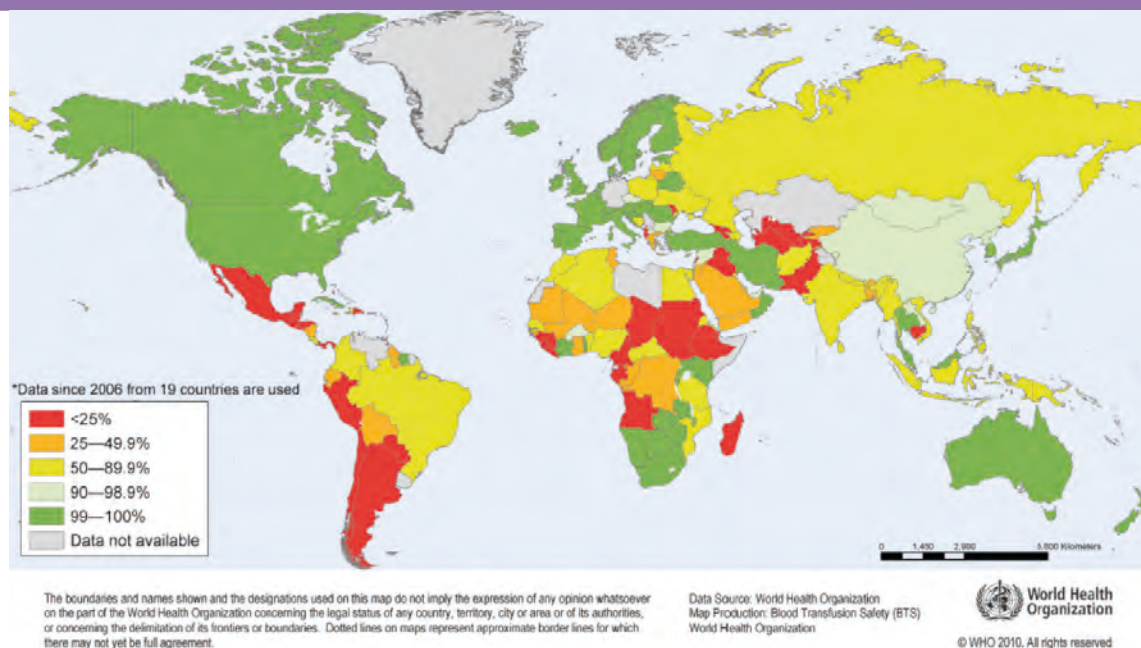 *Data since 2006 from 19 countries are used
<25%
25—49.9%
50—89.9%
90—98.9%
99—100%
Data not available
0 1,450 2,900 5,800 Kilometers
The boundaries and names shown and the designations used on this map do not imply the expression of any opinion whatsoever
on the part of the World Health Organization concerning the legal status of any country, territory, city or area or of its authorities,
or concerning the delimitation of its frontiers or boundaries. Dotted lines on maps represent approximate border lines for which
there may not yet be full agreement.
Data Source: World Health Organization
Map Production: Blood Transfusion Safety (BTS)
World Health Organization
World Health
Organization
© WHO 2010. All rights reserved